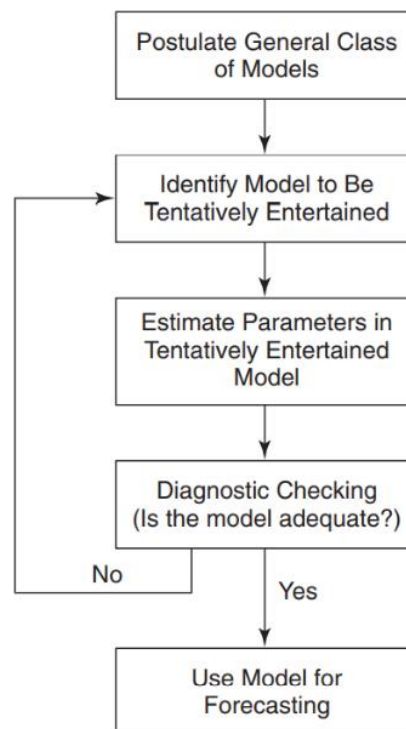 Postulate General Class
of Models
Identify Model to Be
Tentatively Entertained
Estimate Parameters in
Tentatively Entertained
Model
Diagnostic Checking
(Is the model adequate?)
No
Yes
Use Model for
Forecasting